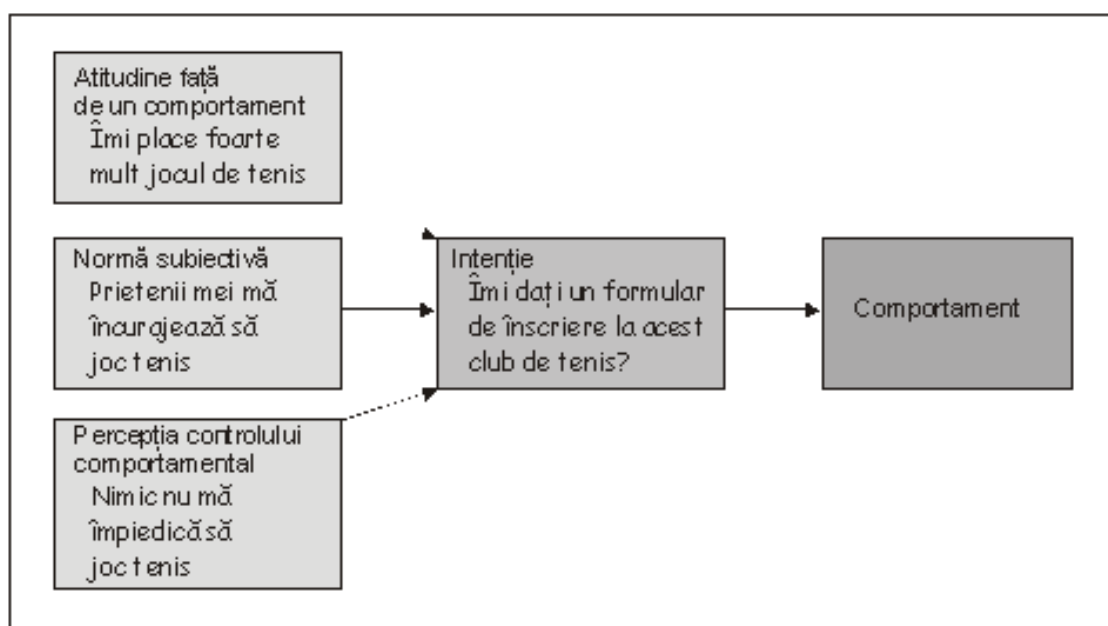 Atitudine față
de un comportament
Îmi place foarte
mult jocul de tenis
Normă subiectivă
Prietenii mei mă
încurajează să
joc tenis
Percepția controlului
comportamental
Nimic nu mă
împiedică să
joc tenis
Intenție
Îmi dați un formular
de înscriere la acest
club de tenis?
Comportament